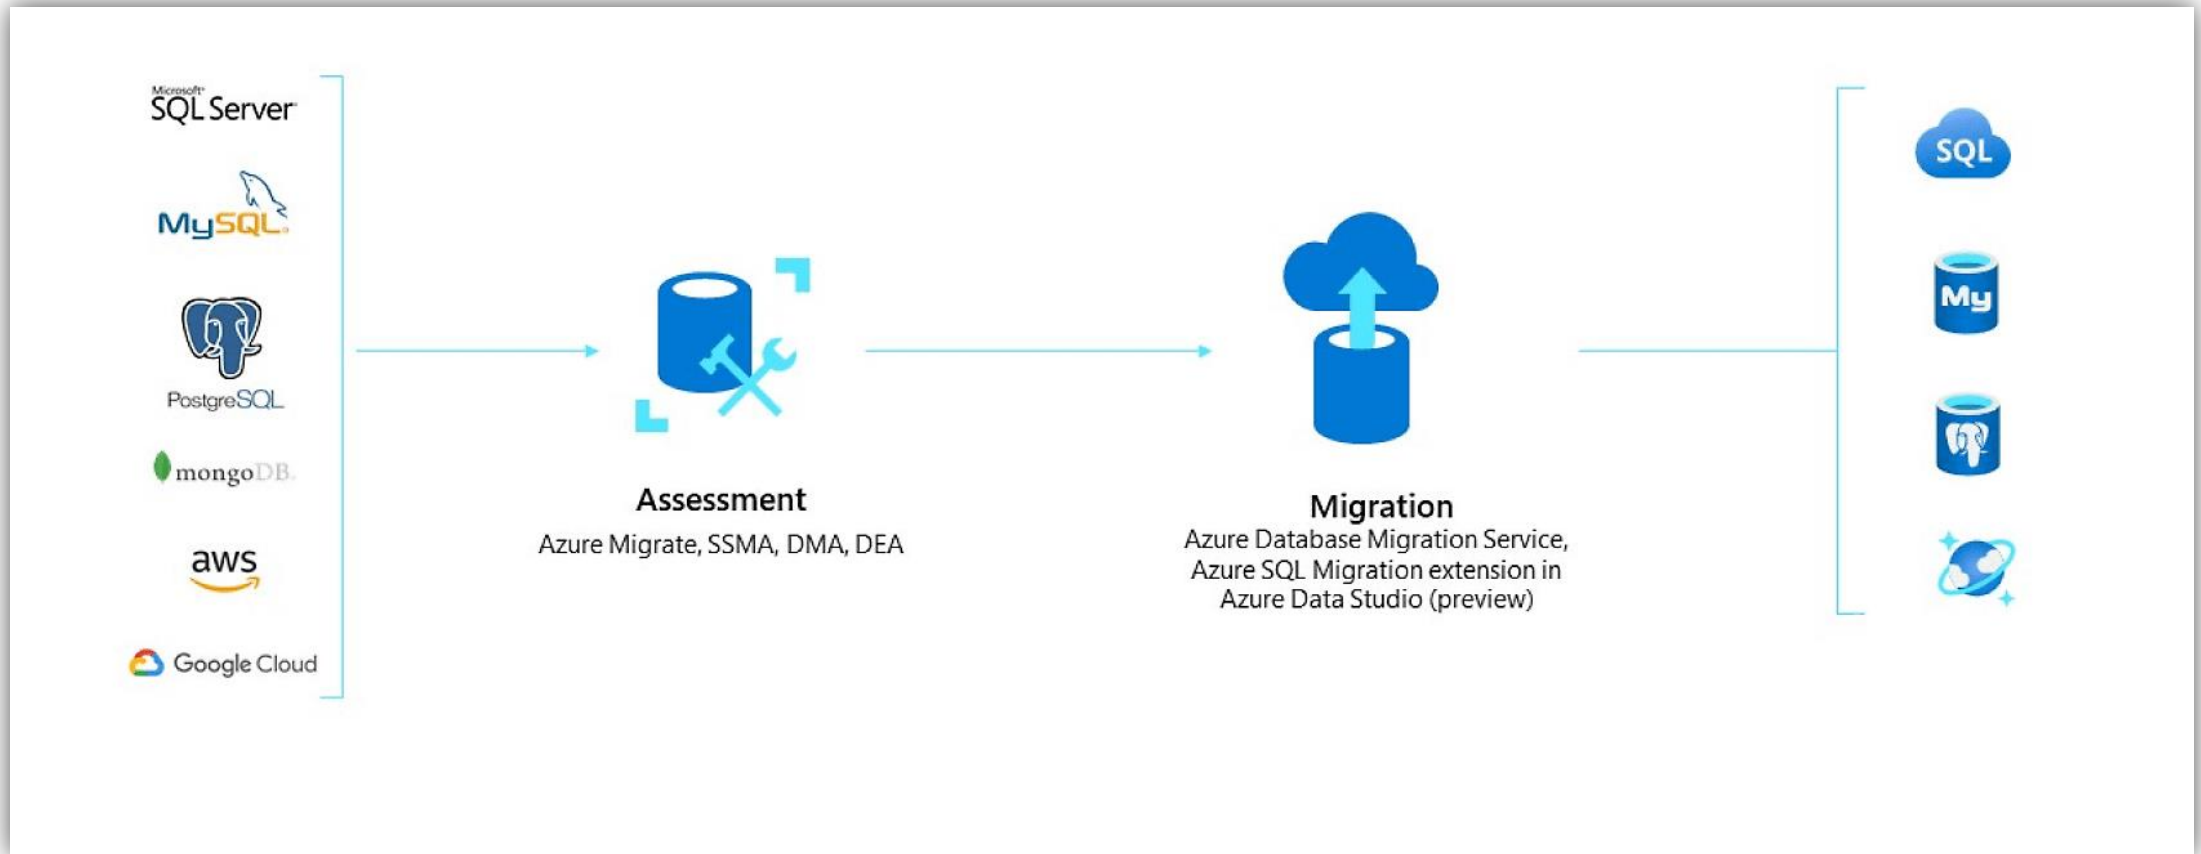 Microsoft
SQL Server
MySQL
PostgreSQL
mongoDB
aws
Google Cloud
Assessment
Azure Migrate, SSMA, DMA, DEA
Migration
Azure Database Migration Service,
Azure SQL Migration extension in
Azure Data Studio (preview)
SQL
My